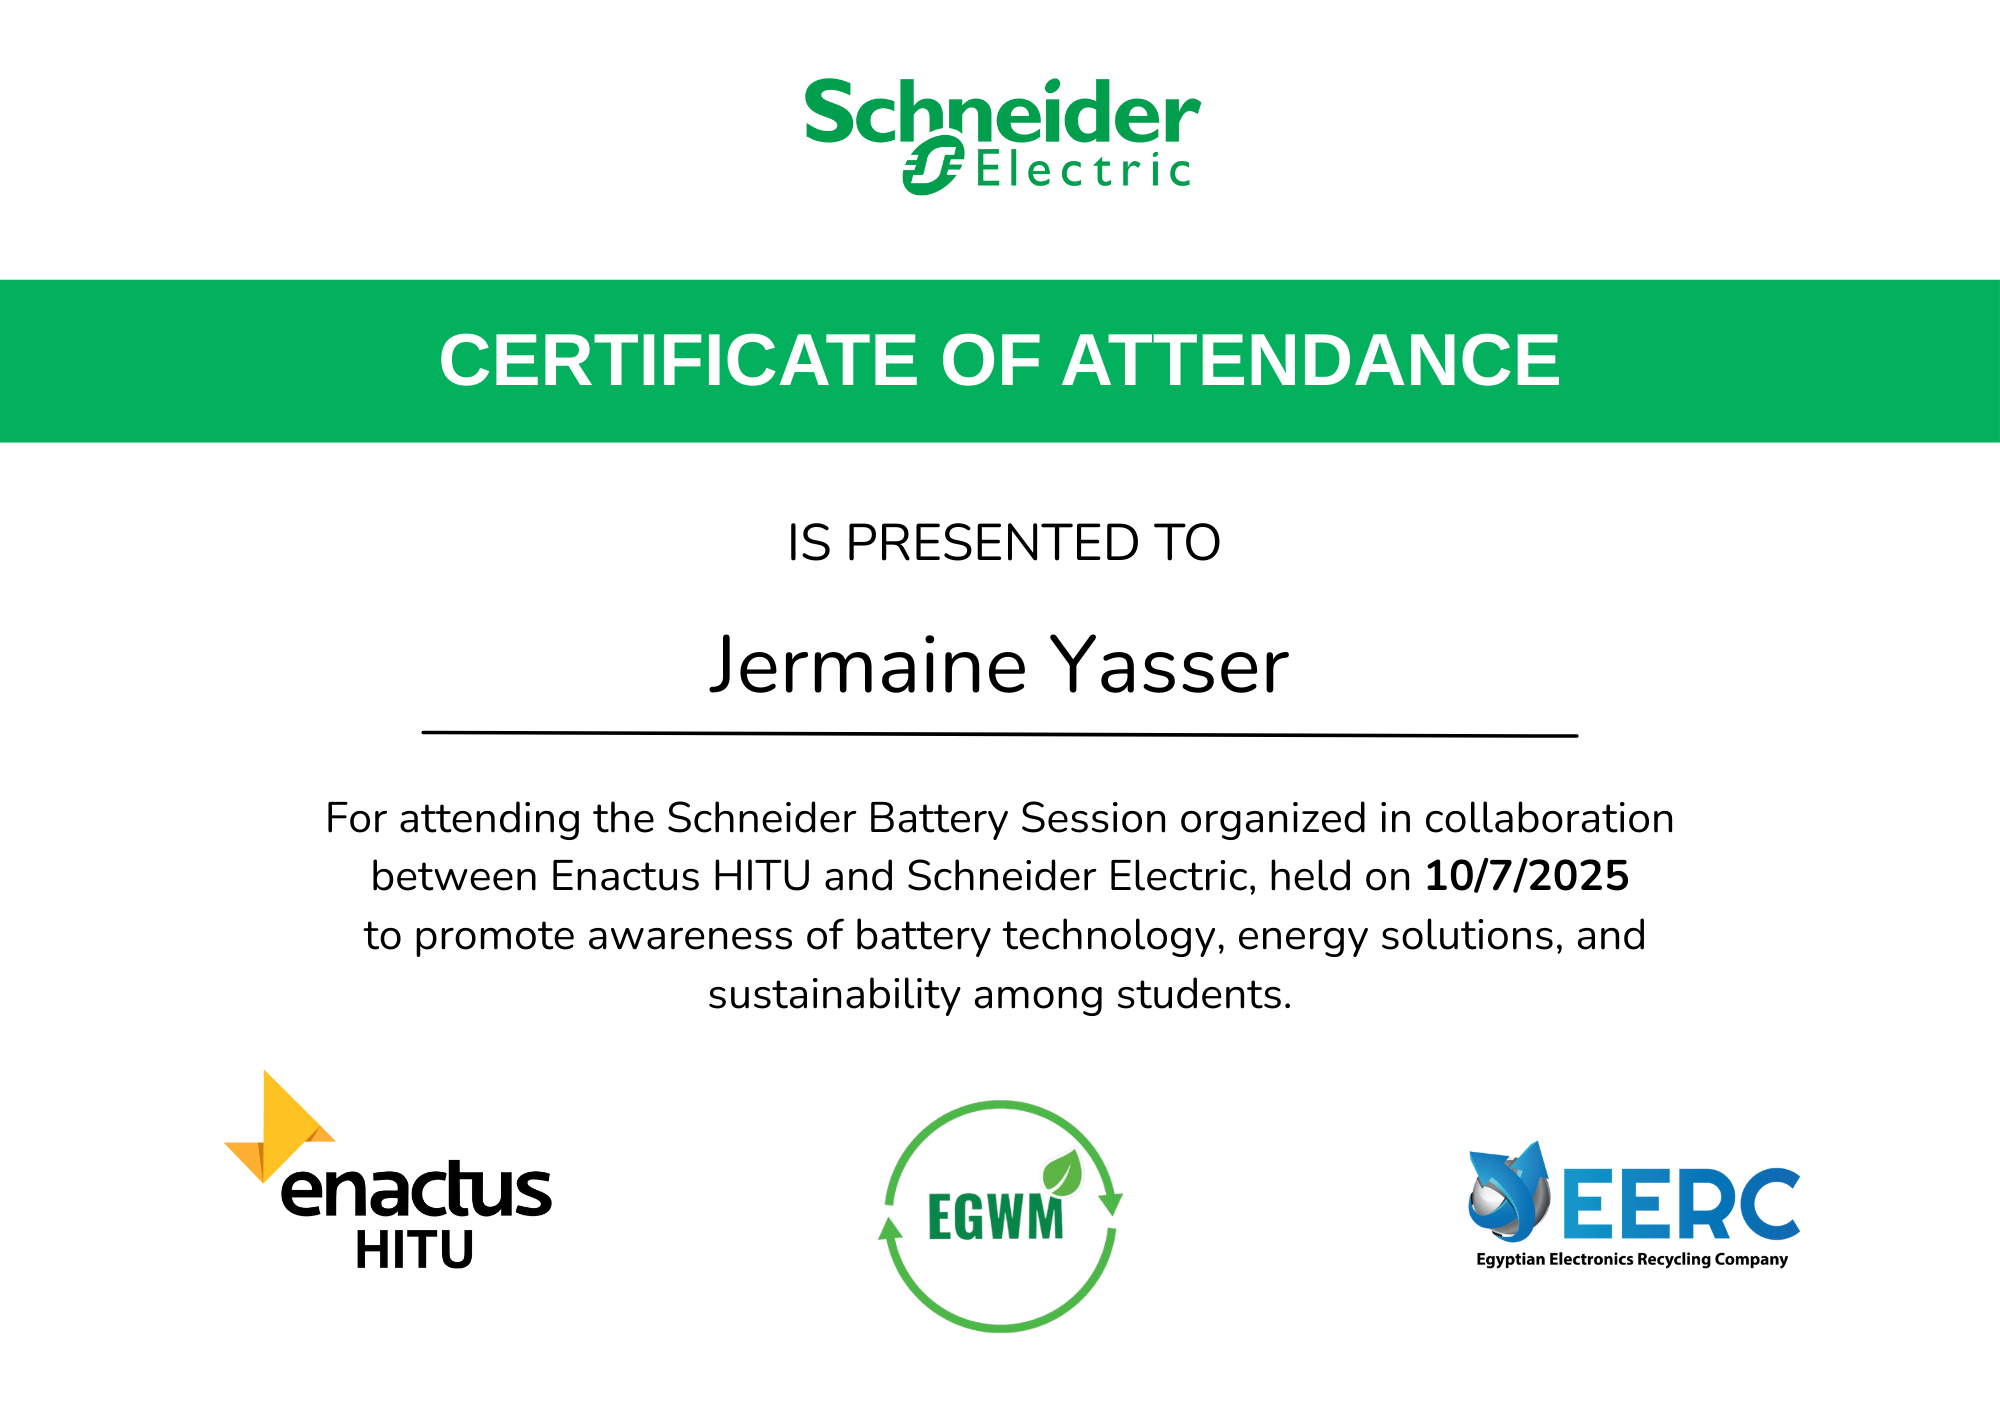 Schneider
Electric
CERTIFICATE OF ATTENDANCE
IS PRESENTED TO
Jermaine Yasser
For attending the Schneider Battery Session organized in collaboration
between Enactus HITU and Schneider Electric, held on 10/7/2025
to promote awareness of battery technology, energy solutions, and
sustainability among students.
enactus
HITU
EGWM
EERC
Egyptian Electronics Recycling Company